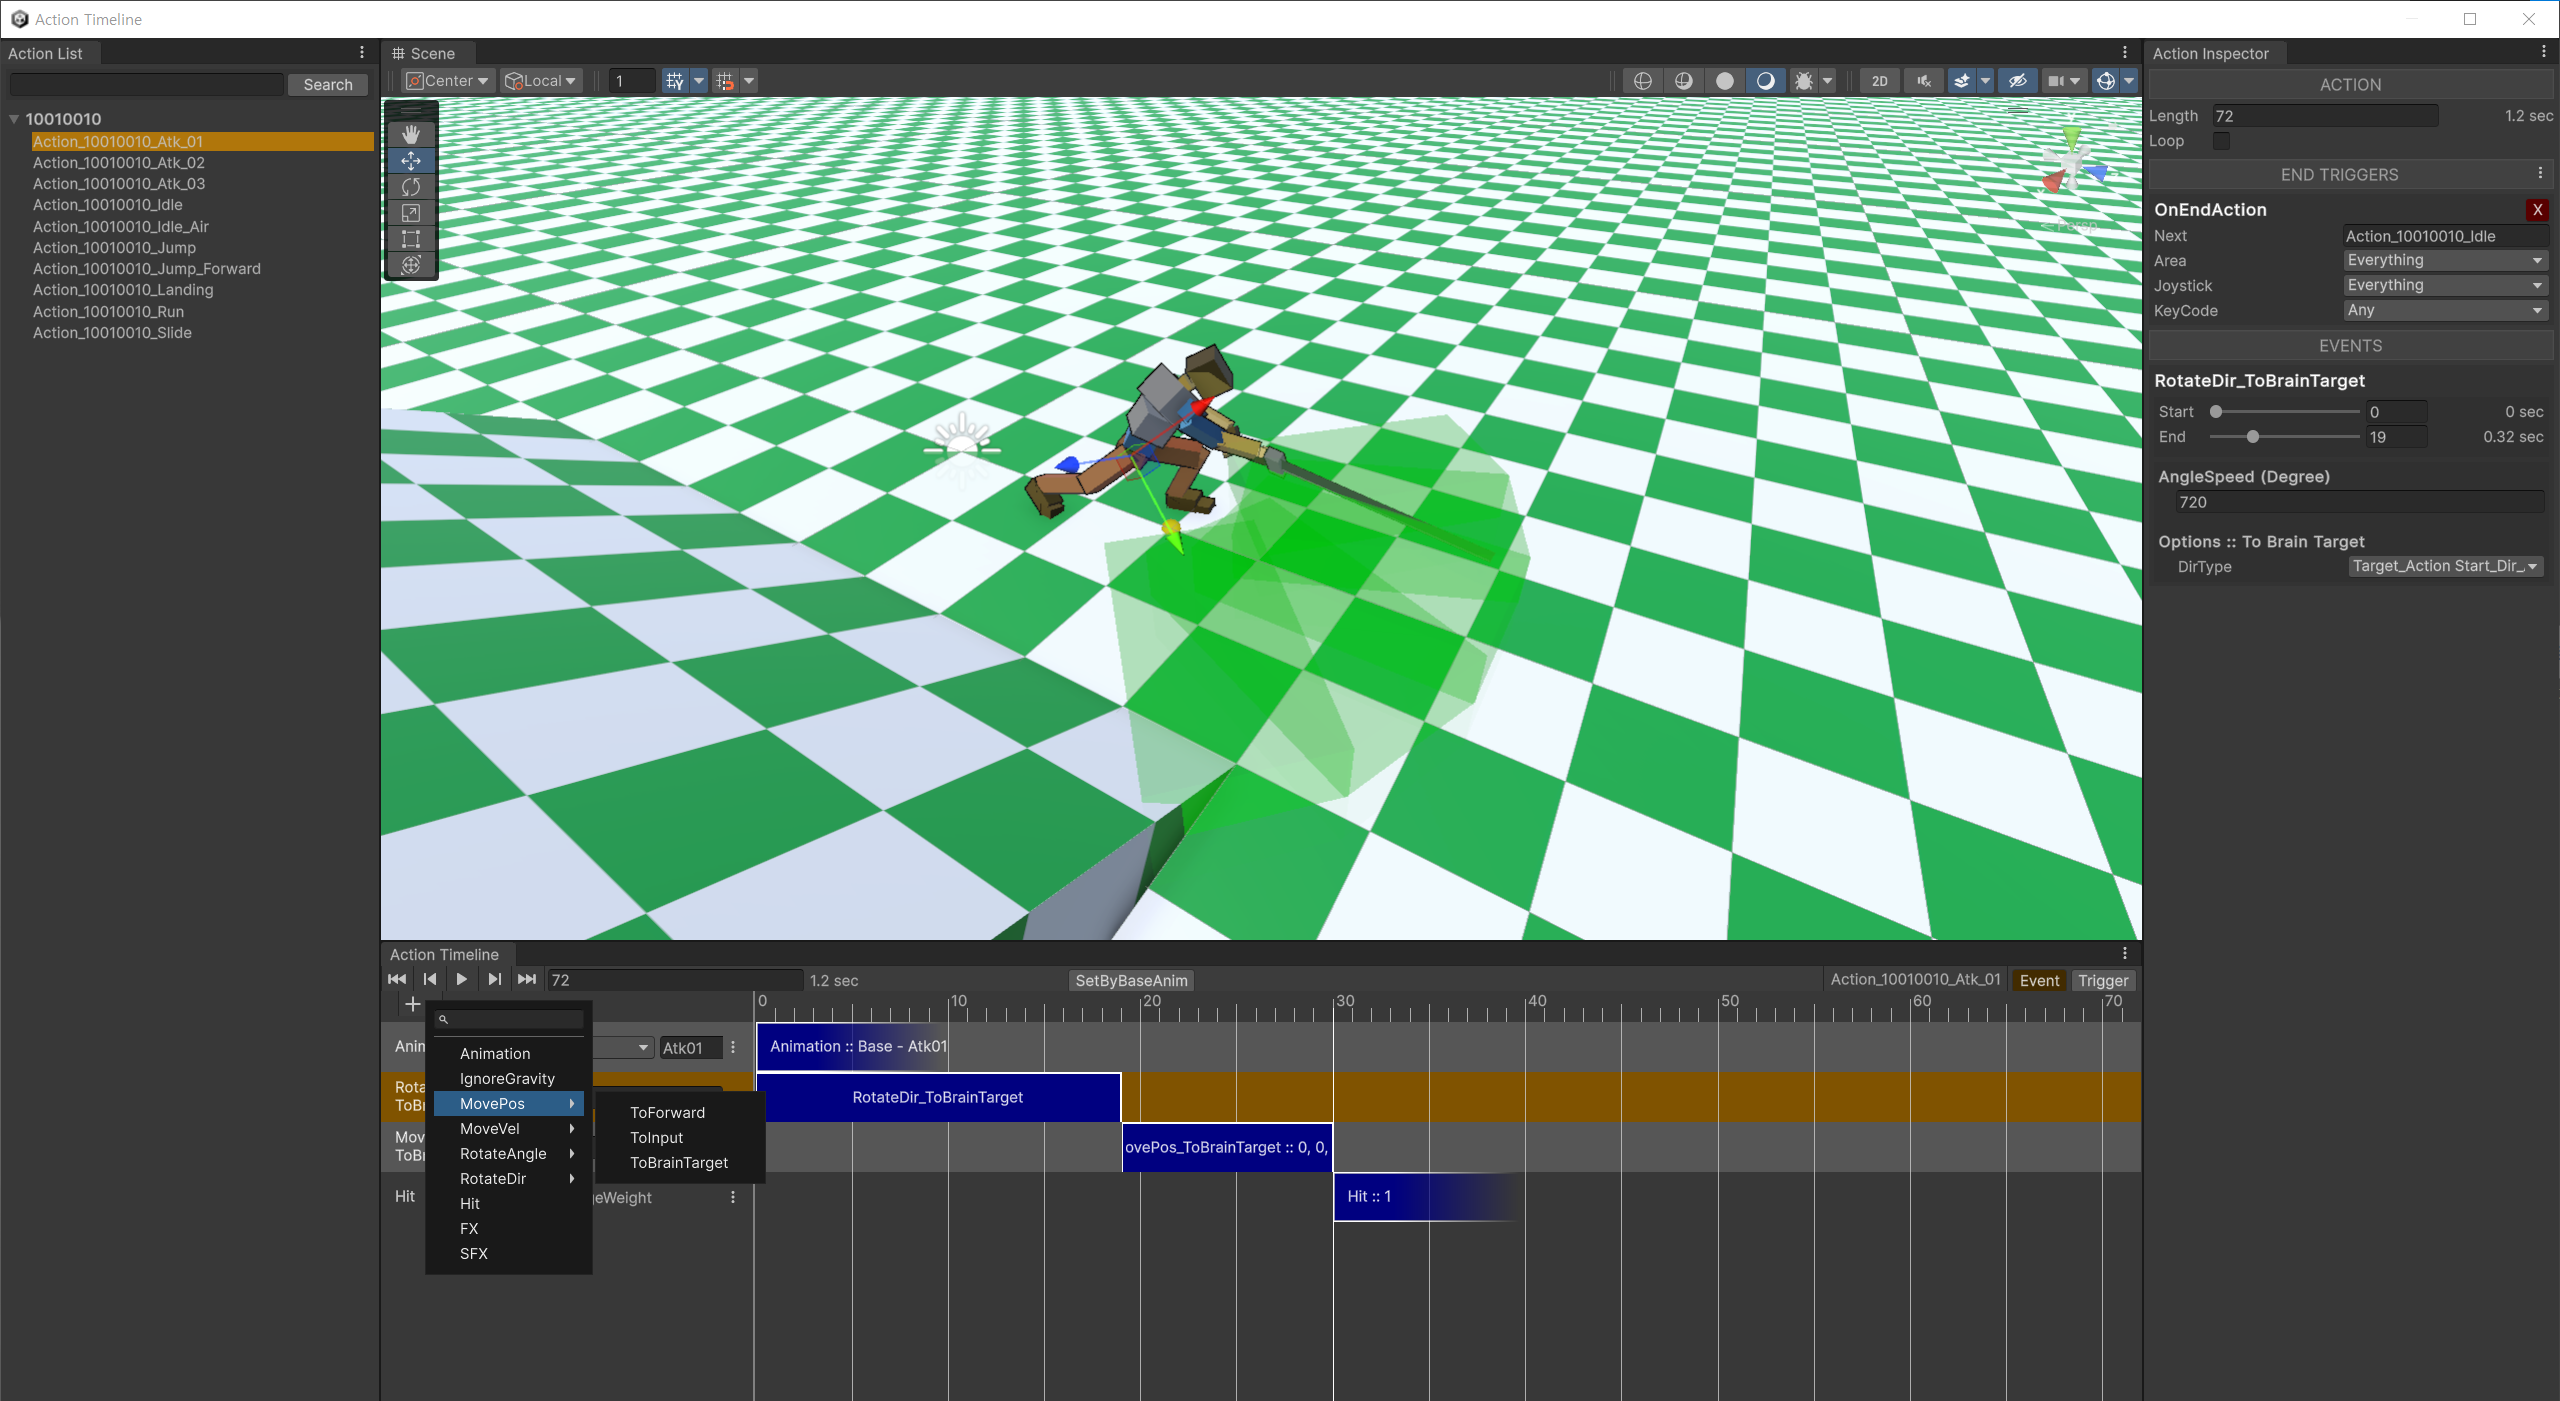 Action Timeline
Action List
Search
10010010
Action_10010010_Atk_01
Action_10010010_Atk_02
Action_10010010_Atk_03
Action_10010010_Idle
Action_10010010_Idle_Air
Action_10010010_Jump
Action_10010010_Jump_Forward
Action_10010010_Landing
Action_10010010_Run
Action_10010010_Slide
Scene
Center
Local
1
2D
Persp
Action Inspector
ACTION
Length 72 1.2 sec
Loop
END TRIGGERS
OnEndAction X
Next Action_10010010_Idle
Area Everything
Joystick Everything
KeyCode Any
EVENTS
RotateDir_ToBrainTarget
Start 0 0 sec
End 19 0.32 sec
AngleSpeed (Degree)
720
Options :: To Brain Target
DirType Target_Action Start_Dir_
Action Timeline
72 1.2 sec SetByBaseAnim Action_10010010_Atk_01 Event Trigger
0 10 20 30 40 50 60 70
Anim
Atk01
Animation :: Base - Atk01
Rota
ToBr
RotateDir_ToBrainTarget
Mov
ToBr
ovePos_ToBrainTarget :: 0, 0,
Hit
eWeight
Hit :: 1
Animation
IgnoreGravity
MovePos
MoveVel
RotateAngle
RotateDir
Hit
FX
SFX
ToForward
ToInput
ToBrainTarget